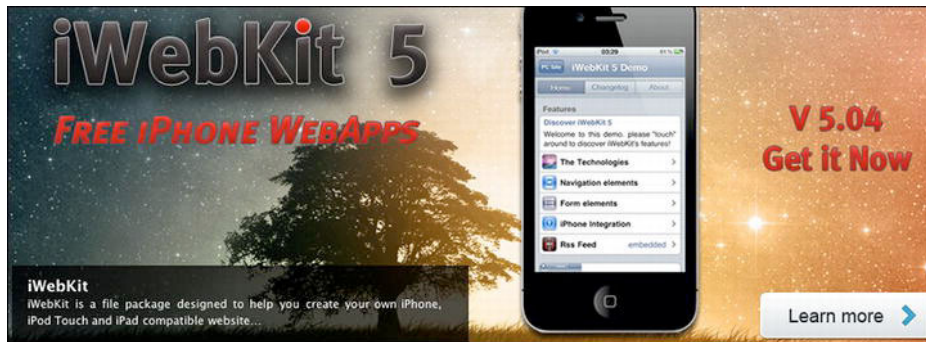 iWebKit 5
FREE IPHONE WEBAPPS
iPod
03:29
81%
PC Site
iWebKit 5 Demo
Home
Changelog
About
Features
Discover iWebKit 5
Welcome to this demo. please "touch"
around to discover iWebKit's features!
The Technologies
Navigation elements
Form elements
iPhone Integration
Rss Feed
embedded
V 5.04
Get it Now
iWebKit
iWebKit is a file package designed to help you create your own iPhone,
iPod Touch and iPad compatible website...
Learn more